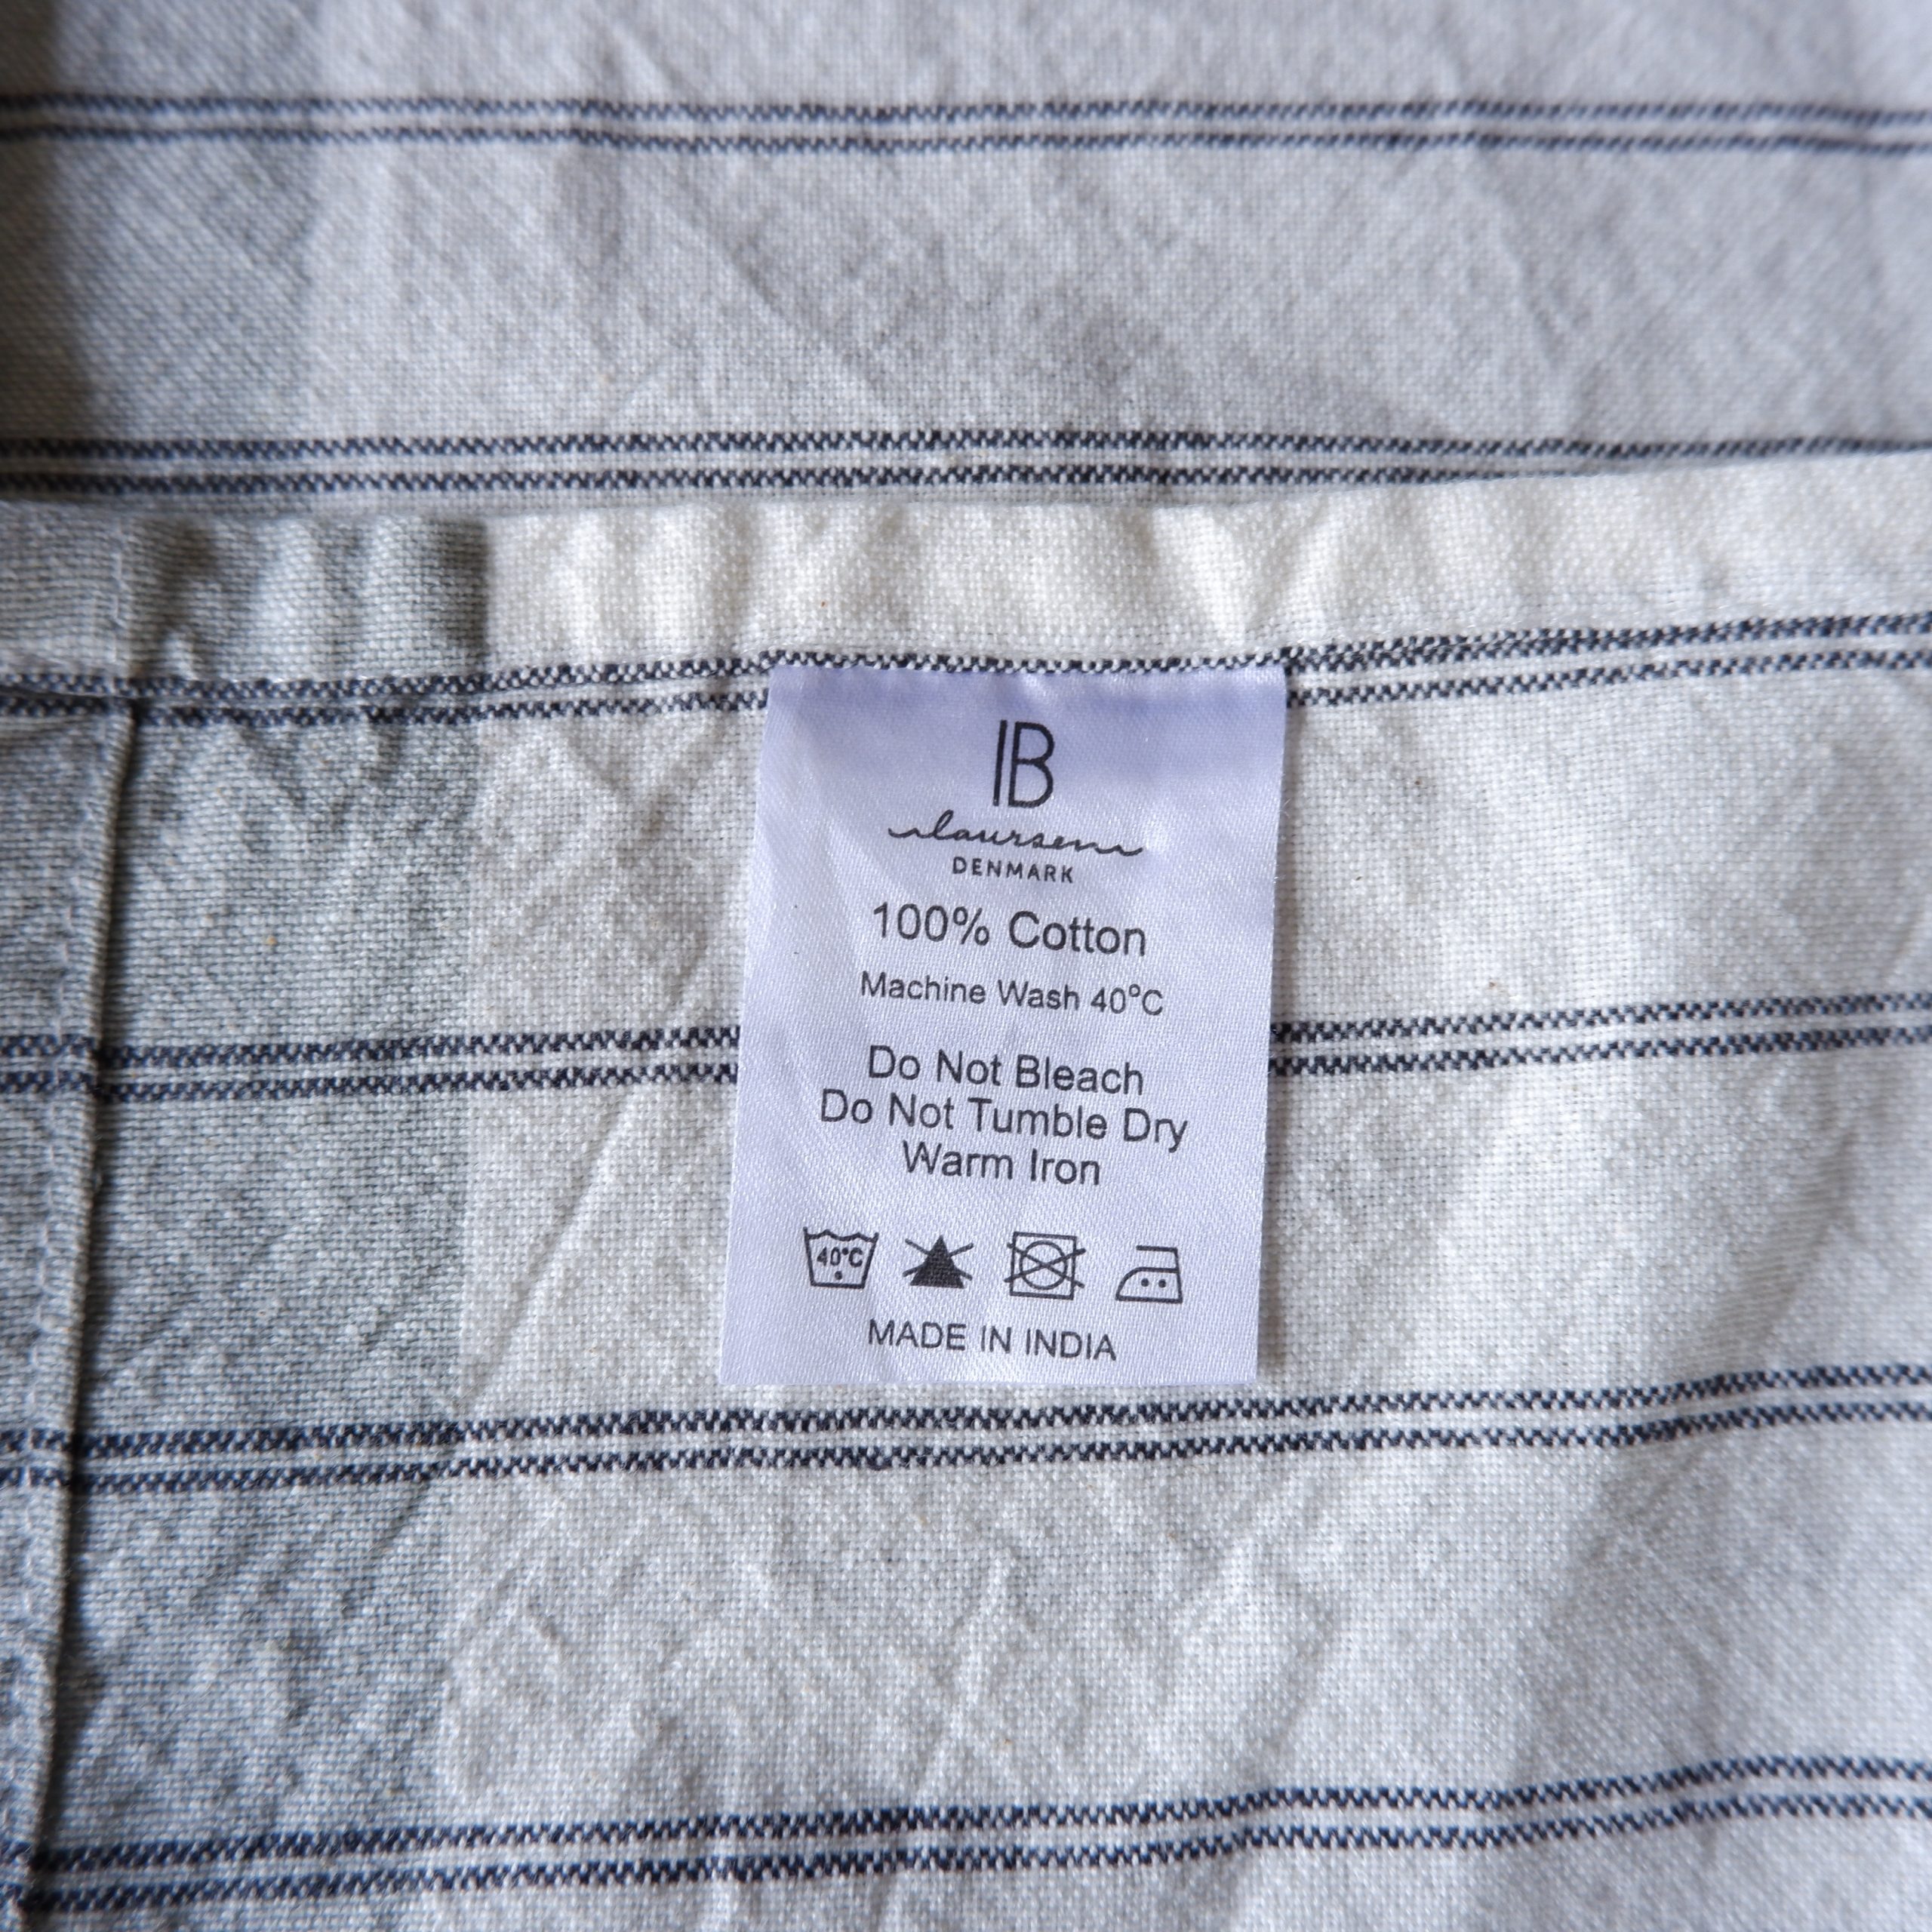 IB
laursen
DENMARK
100% Cotton
Machine Wash 40°C
Do Not Bleach
Do Not Tumble Dry
Warm Iron
40°C
MADE IN INDIA